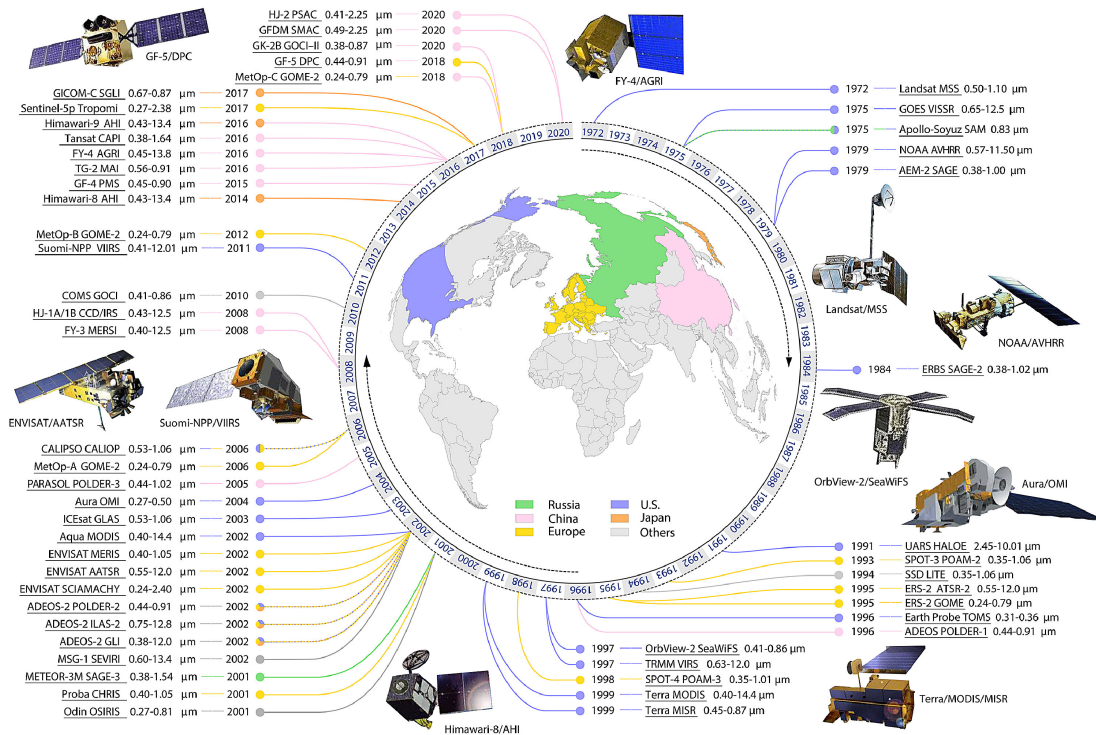 GF-5/DPC
HJ-2 PSAC 0.41-2.25 μm 2020
GFDM SMAC 0.49-2.25 μm 2020
GK-2B GOCI–II 0.38-0.87 μm 2020
GF-5 DPC 0.44-0.91 μm 2018
MetOp-C GOME-2 0.24-0.79 μm 2018
FY-4/AGRI
GICOM-C SGLI 0.67-0.87 μm 2017
Sentinel-5p Tropomi 0.27-2.38 μm 2017
Himawari-9 AHI 0.43-13.4 μm 2016
Tansat CAPI 0.38-1.64 μm 2016
FY-4 AGRI 0.45-13.8 μm 2016
TG-2 MAI 0.56-0.91 μm 2016
GF-4 PMS 0.45-0.90 μm 2015
Himawari-8 AHI 0.43-13.4 μm 2014
MetOp-B GOME-2 0.24-0.79 μm 2012
Suomi-NPP VIIRS 0.41-12.01 μm 2011
COMS GOCI 0.41-0.86 μm 2010
HJ-1A/1B CCD/IRS 0.43-12.5 μm 2008
FY-3 MERSI 0.40-12.5 μm 2008
ENVISAT/AATSR
Suomi-NPP/VIIRS
CALIPSO CALIOP 0.53-1.06 μm 2006
MetOp-A GOME-2 0.24-0.79 μm 2006
PARASOL POLDER-3 0.44-1.02 μm 2005
Aura OMI 0.27-0.50 μm 2004
ICEsat GLAS 0.53-1.06 μm 2003
Aqua MODIS 0.40-14.4 μm 2002
ENVISAT MERIS 0.40-1.05 μm 2002
ENVISAT AATSR 0.55-12.0 μm 2002
ENVISAT SCIAMACHY 0.24-2.40 μm 2002
ADEOS-2 POLDER-2 0.44-0.91 μm 2002
ADEOS-2 ILAS-2 0.75-12.8 μm 2002
ADEOS-2 GLI 0.38-12.0 μm 2002
MSG-1 SEVIRI 0.60-13.4 μm 2002
METEOR-3M SAGE-3 0.38-1.54 μm 2001
Proba CHRIS 0.40-1.05 μm 2001
Odin OSIRIS 0.27-0.81 μm 2001
1972
1973
1974
1975
1976
1977
1978
1979
1980
1981
1982
1983
1984
1985
1986
1987
1988
1989
1990
1991
1992
1993
1994
1995
1996
1997
1998
1999
2000
2001
2002
2003
2004
2005
2006
2007
2008
2009
2010
2011
2012
2013
2014
2015
2016
2017
2018
2019
2020
Russia
China
Europe
U.S.
Japan
Others
1972 Landsat MSS 0.50-1.10 μm
1975 GOES VISSR 0.65-12.5 μm
1975 Apollo-Soyuz SAM 0.83 μm
1979 NOAA AVHRR 0.57-11.50 μm
1979 AEM-2 SAGE 0.38-1.00 μm
Landsat/MSS
NOAA/AVHRR
1984 ERBS SAGE-2 0.38-1.02 μm
OrbView-2/SeaWiFS
Aura/OMI
1991 UARS HALOE 2.45-10.01 μm
1993 SPOT-3 POAM-2 0.35-1.06 μm
1994 SSD LITE 0.35-1.06 μm
1995 ERS-2 ATSR-2 0.55-12.0 μm
1995 ERS-2 GOME 0.24-0.79 μm
1996 Earth Probe TOMS 0.31-0.36 μm
1996 ADEOS POLDER-1 0.44-0.91 μm
1997 OrbView-2 SeaWiFS 0.41-0.86 μm
1997 TRMM VIRS 0.63-12.0 μm
1998 SPOT-4 POAM-3 0.35-1.01 μm
1999 Terra MODIS 0.40-14.4 μm
1999 Terra MISR 0.45-0.87 μm
Himawari-8/AHI
Terra/MODIS/MISR